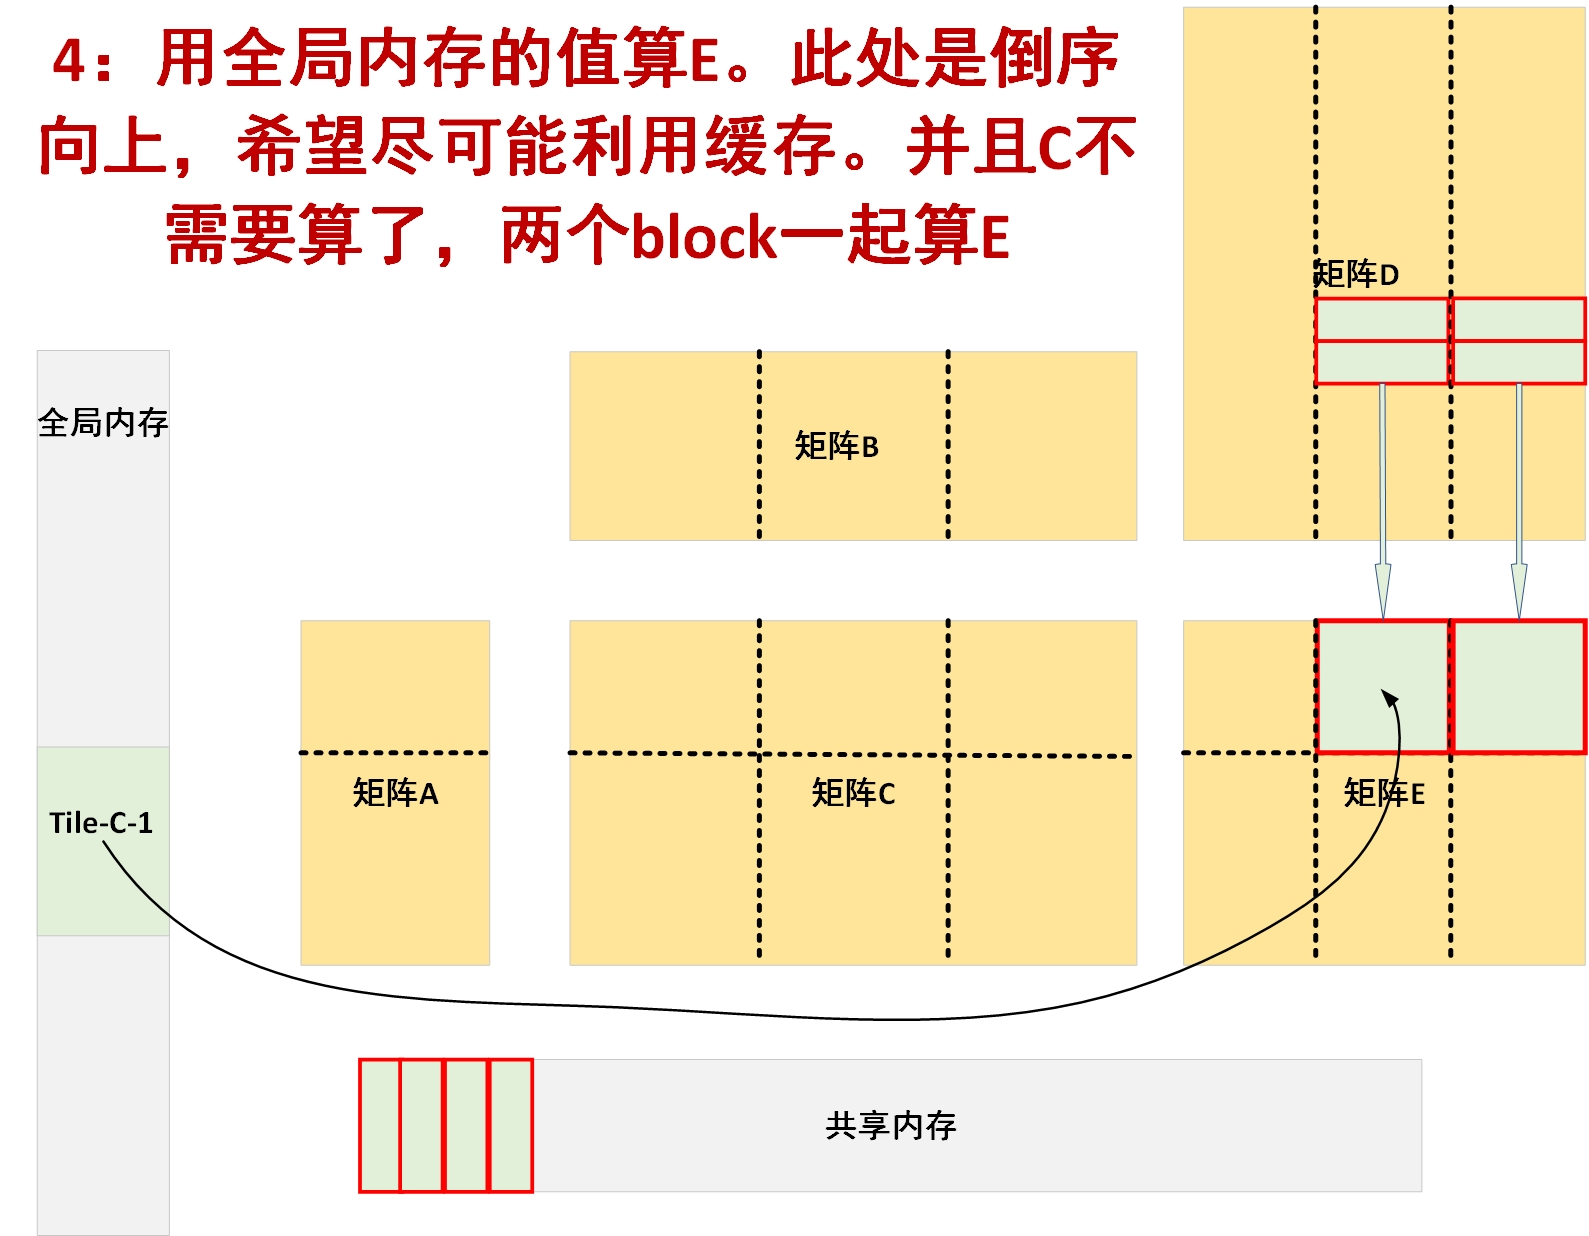 4：用全局内存的值算E。此处是倒序
向上，希望尽可能利用缓存。并且C不
需要算了，两个block一起算E
矩阵D
全局内存
矩阵B
矩阵A
矩阵C
矩阵E
Tile-C-1
共享内存